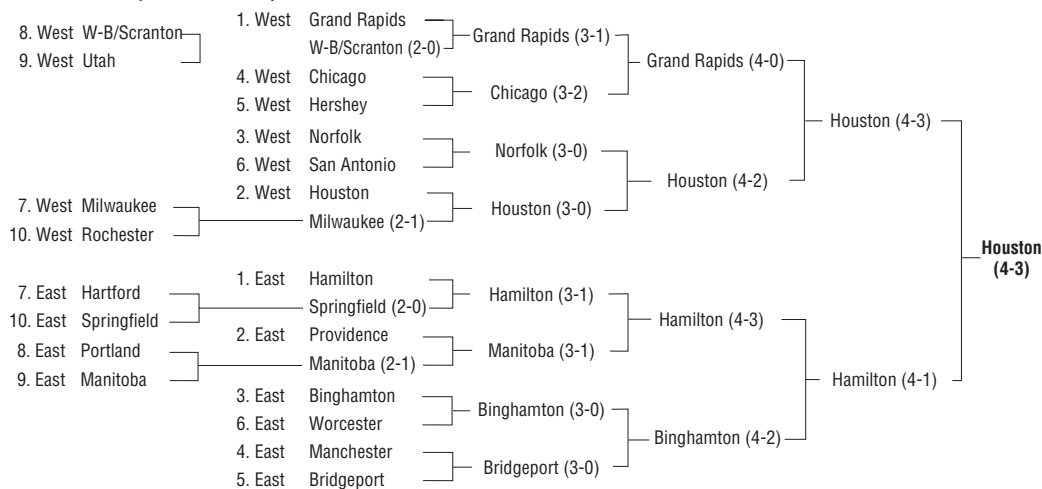 8. West W-B/Scranton
9. West Utah
1. West Grand Rapids
W-B/Scranton (2-0)
4. West Chicago
5. West Hershey
3. West Norfolk
6. West San Antonio
2. West Houston
7. West Milwaukee
10. West Rochester
Milwaukee (2-1)
Grand Rapids (3-1)
Chicago (3-2)
Norfolk (3-0)
Houston (3-0)
Grand Rapids (4-0)
Houston (4-2)
Houston (4-3)
1. East Hamilton
7. East Hartford
10. East Springfield
Springfield (2-0)
2. East Providence
8. East Portland
9. East Manitoba
Manitoba (2-1)
3. East Binghamton
6. East Worcester
4. East Manchester
5. East Bridgeport
Hamilton (3-1)
Manitoba (3-1)
Binghamton (3-0)
Bridgeport (3-0)
Hamilton (4-3)
Binghamton (4-2)
Hamilton (4-1)
Houston
(4-3)